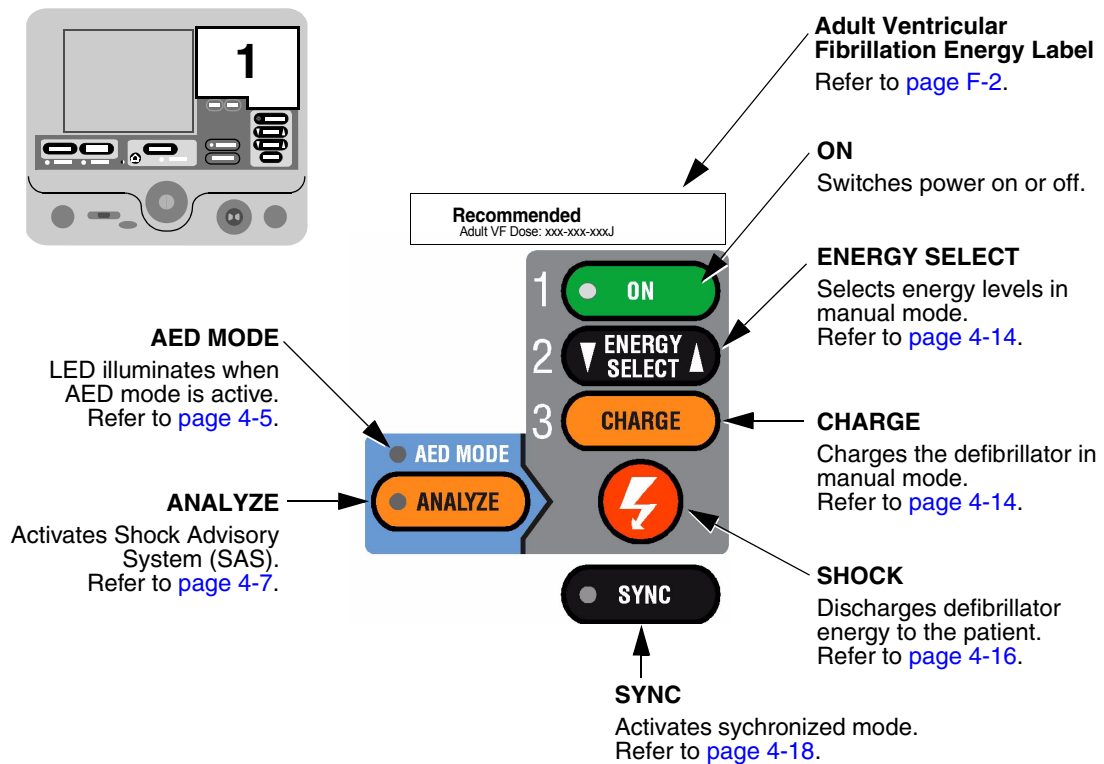 1
Adult Ventricular
Fibrillation Energy Label
Refer to page F-2.
ON
Switches power on or off.
Recommended
Adult VF Dose: xxx-xxx-xxxJ
ENERGY SELECT
Selects energy levels in
manual mode.
Refer to page 4-14.
1 ON
2 ENERGY
SELECT
3 CHARGE
AED MODE
LED illuminates when
AED mode is active.
Refer to page 4-5.
CHARGE
Charges the defibrillator in
manual mode.
Refer to page 4-14.
AED MODE
ANALYZE
ANALYZE
Activates Shock Advisory
System (SAS).
Refer to page 4-7.
SHOCK
Discharges defibrillator
energy to the patient.
Refer to page 4-16.
SYNC
SYNC
Activates sychronized mode.
Refer to page 4-18.